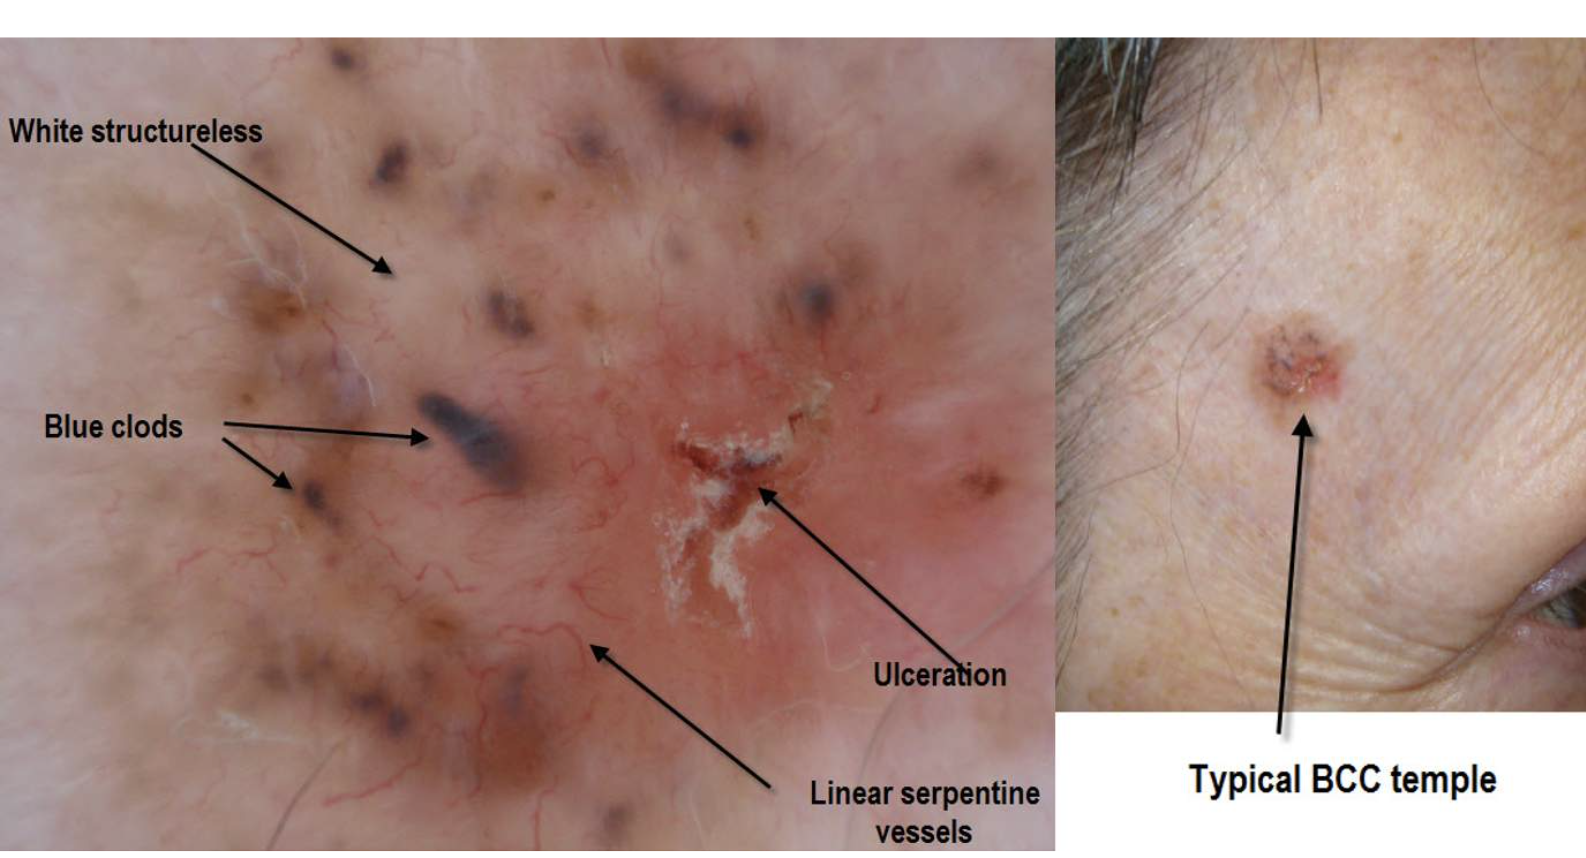 White structureless
Blue clods
Ulceration
Linear serpentine
vessels
Typical BCC temple